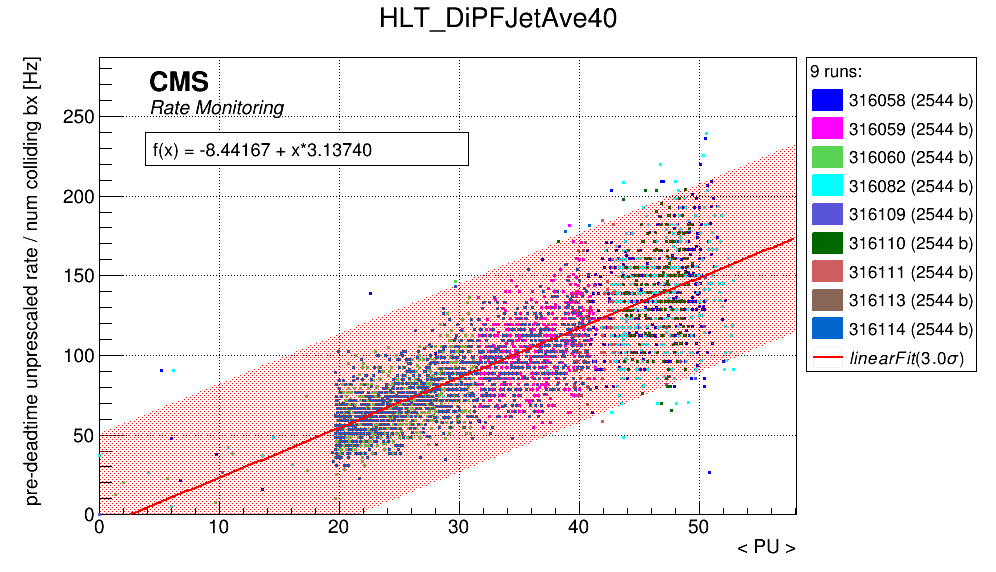 HLT_DiPFJetAve40
pre-deadtime unprescaled rate / num colliding bx [Hz]
CMS
Rate Monitoring
f(x) = -8.44167 + x*3.13740
250
200
150
100
50
0
0 10 20 30 40 50
< PU >
9 runs:
316058 (2544 b)
316059 (2544 b)
316060 (2544 b)
316082 (2544 b)
316109 (2544 b)
316110 (2544 b)
316111 (2544 b)
316113 (2544 b)
316114 (2544 b)
linearFit(3.0σ)